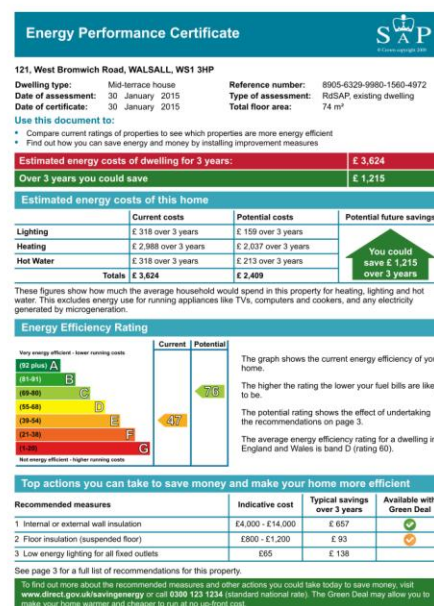 Energy Performance Certificate
SAP
© Crown copyright 2009
121, West Bromwich Road, WALSALL, WS1 3HP
Dwelling type: Mid-terrace house
Reference number: 8905-6329-9980-1560-4972
Date of assessment: 30 January 2015
Type of assessment: RdSAP, existing dwelling
Date of certificate: 30 January 2015
Total floor area: 74 m²
Use this document to:
• Compare current ratings of properties to see which properties are more energy efficient
• Find out how you can save energy and money by installing improvement measures
Estimated energy costs of dwelling for 3 years: £ 3,624
Over 3 years you could save £ 1,215
Estimated energy costs of this home
Current costs Potential costs Potential future savings
Lighting £ 318 over 3 years £ 159 over 3 years
Heating £ 2,988 over 3 years £ 2,037 over 3 years
Hot Water £ 318 over 3 years £ 213 over 3 years
Totals £ 3,624 £ 2,409
You could
save £ 1,215
over 3 years
These figures show how much the average household would spend in this property for heating, lighting and hot
water. This excludes energy use for running appliances like TVs, computers and cookers, and any electricity
generated by microgeneration.
Energy Efficiency Rating
Current Potential
Very energy efficient - lower running costs
(92 plus) A
(81-91) B
(69-80) C
(55-68) D
(39-54) E
(21-38) F
(1-20) G
Not energy efficient - higher running costs
47
76
The graph shows the current energy efficiency of you
home.
The higher the rating the lower your fuel bills are like
to be.
The potential rating shows the effect of undertaking
the recommendations on page 3.
The average energy efficiency rating for a dwelling in
England and Wales is band D (rating 60).
Top actions you can take to save money and make your home more efficient
Recommended measures Indicative cost Typical savings over 3 years Available with Green Deal
1 Internal or external wall insulation £4,000 - £14,000 £ 657
2 Floor insulation (suspended floor) £800 - £1,200 £ 93
3 Low energy lighting for all fixed outlets £65 £ 138
See page 3 for a full list of recommendations for this property.
To find out more about the recommended measures and other actions you could take today to save money, visit
www.direct.gov.uk/savingenergy or call 0300 123 1234 (standard national rate). The Green Deal may allow you to
make your home warmer and cheaper to run at no up-front cost